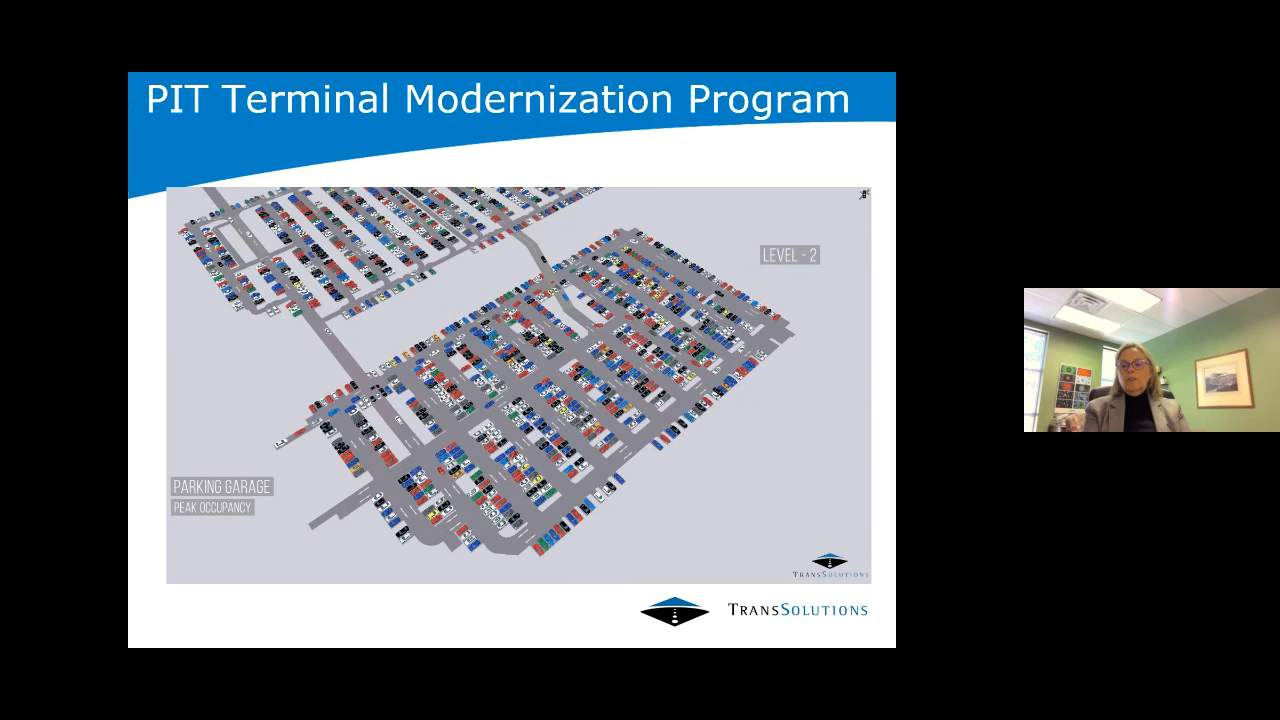 PIT Terminal Modernization Program
LEVEL - 2
PARKING GARAGE
PEAK OCCUPANCY
TRANSSOLUTIONS
TRANSSOLUTIONS